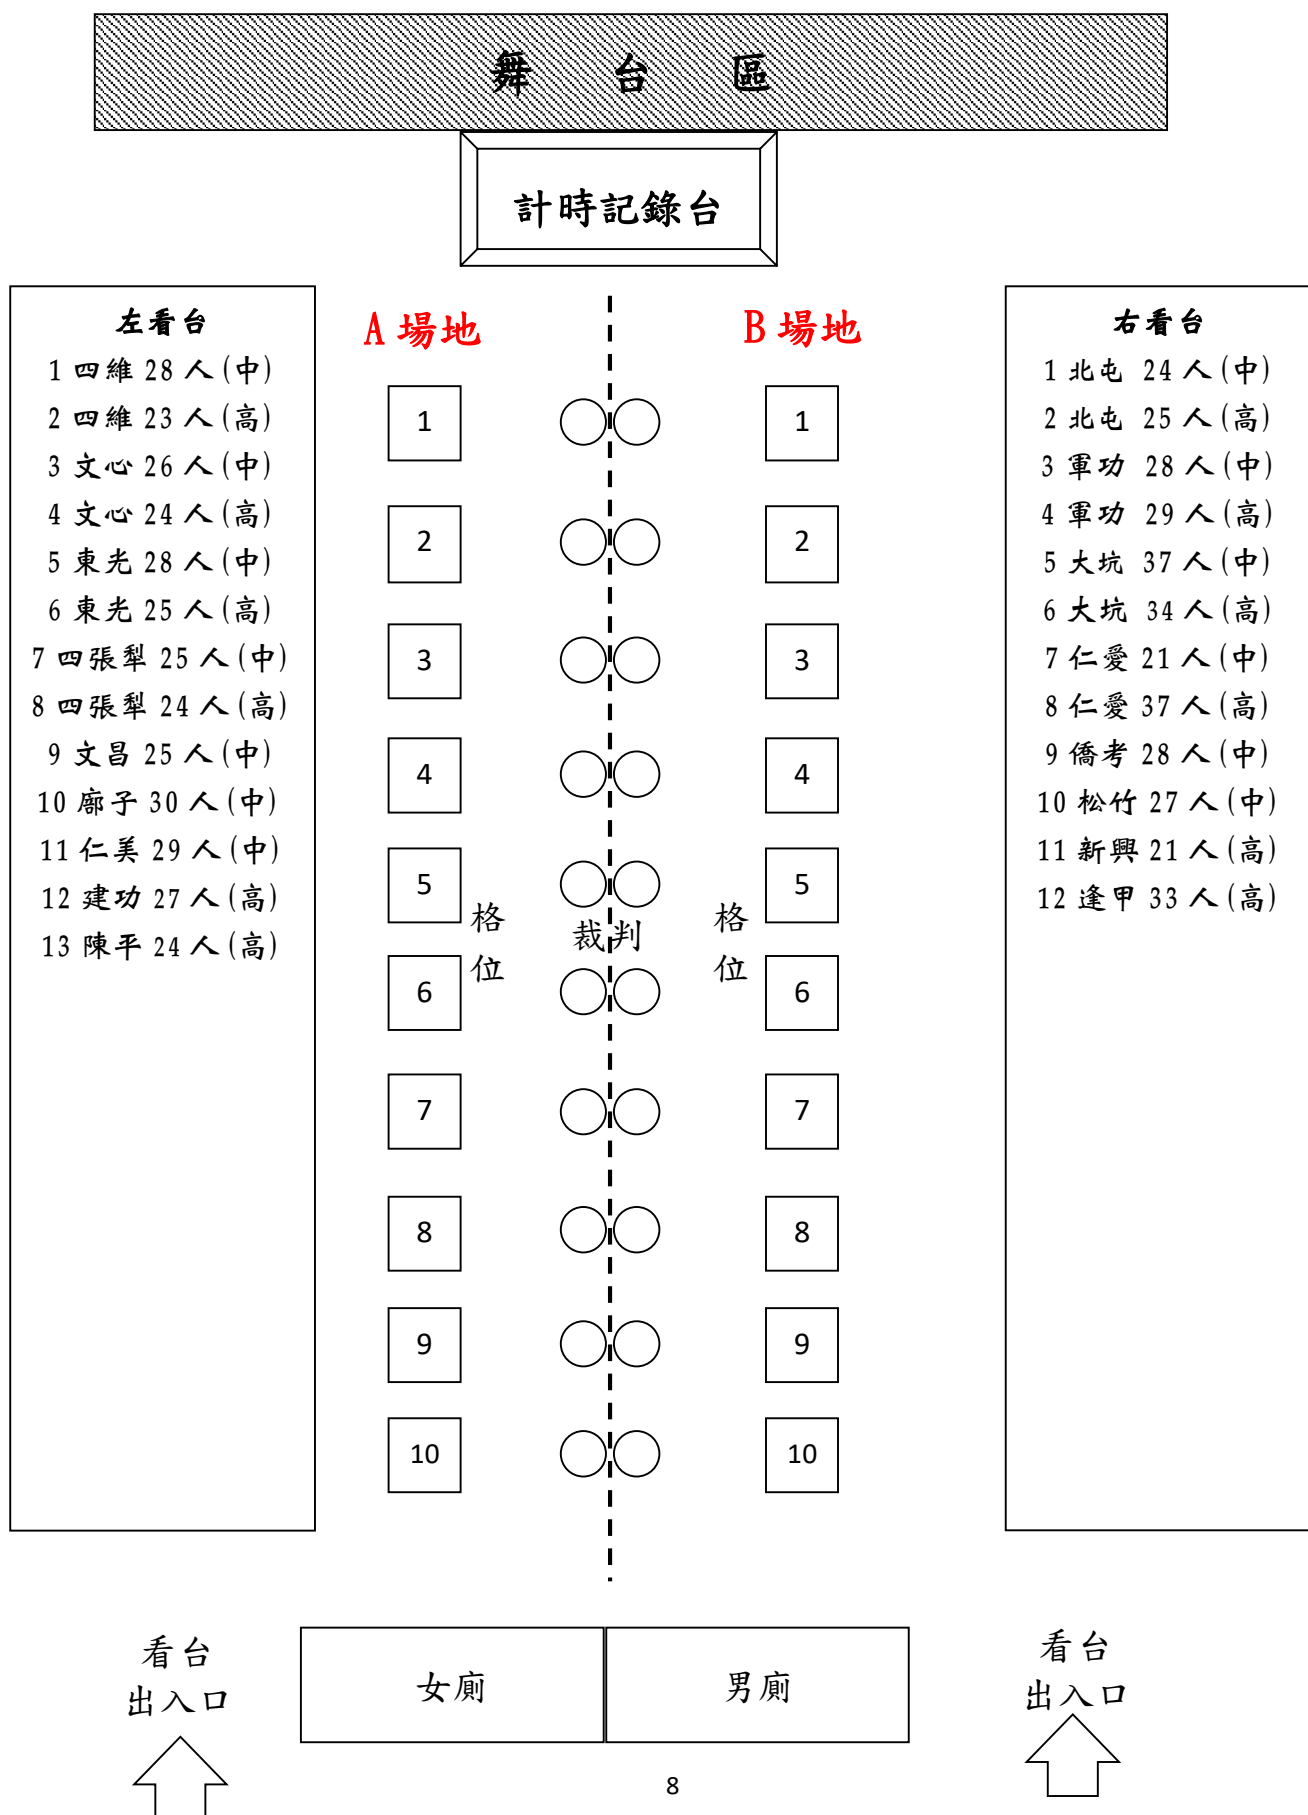 舞台區
計時記錄台
左看台
1 四維 28 人(中)
2 四維 23 人(高)
3 文心 26 人(中)
4 文心 24 人(高)
5 東光 28 人(中)
6 東光 25 人(高)
7 四張犁 25 人(中)
8 四張犁 24 人(高)
9 文昌 25 人(中)
10 廍子 30 人(中)
11 仁美 29 人(中)
12 建功 27 人(高)
13 陳平 24 人(高)
A 場地
1
2
3
4
5
6
7
8
9
10
格位
裁判
B 場地
1
2
3
4
5
6
7
8
9
10
格位
右看台
1 北屯 24 人(中)
2 北屯 25 人(高)
3 軍功 28 人(中)
4 軍功 29 人(高)
5 大坑 37 人(中)
6 大坑 34 人(高)
7 仁愛 21 人(中)
8 仁愛 37 人(高)
9 僑孝 28 人(中)
10 松竹 27 人(中)
11 新興 21 人(高)
12 逢甲 33 人(高)
看台
出入口
女廁
男廁
看台
出入口
8